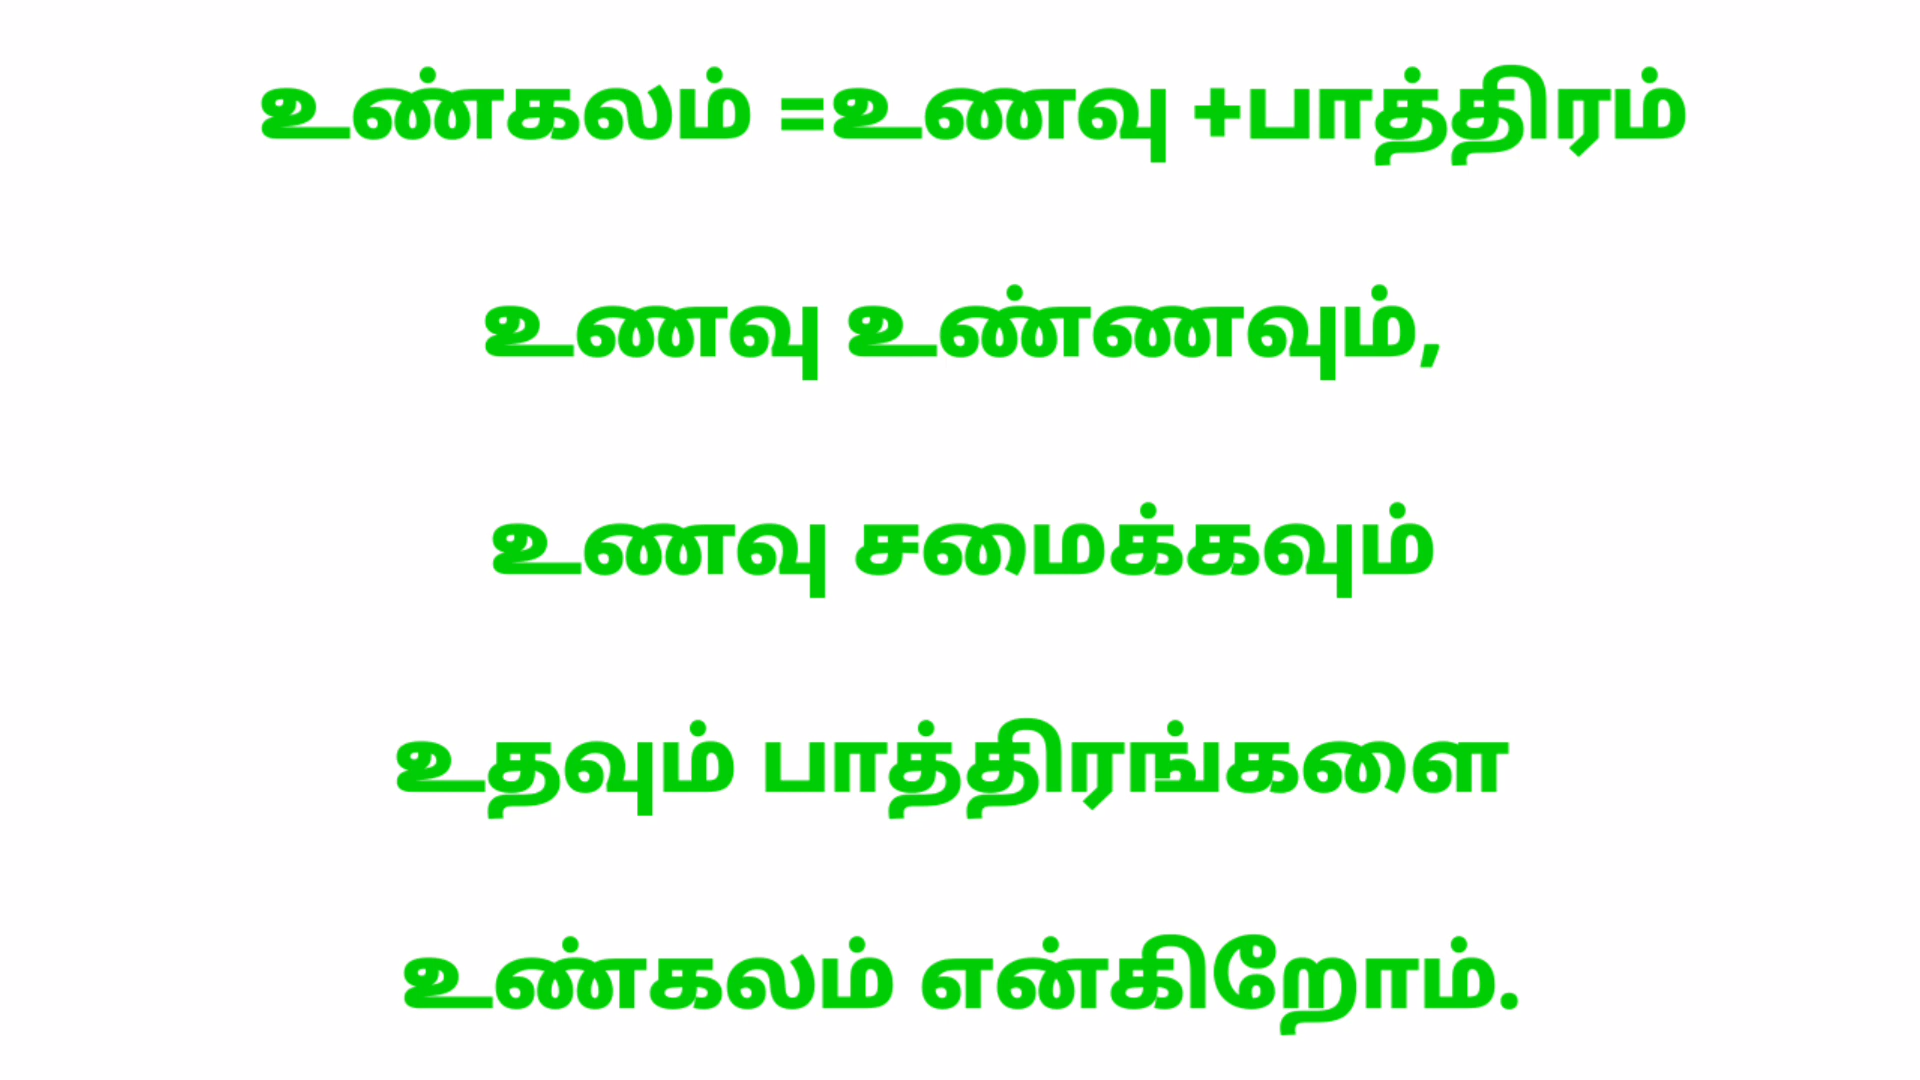 உண்கலம் =உணவு +பாத்திரம்
உணவு உண்ணவும்,
உணவு சமைக்கவும்
உதவும் பாத்திரங்களை
உண்கலம் என்கிறோம்.